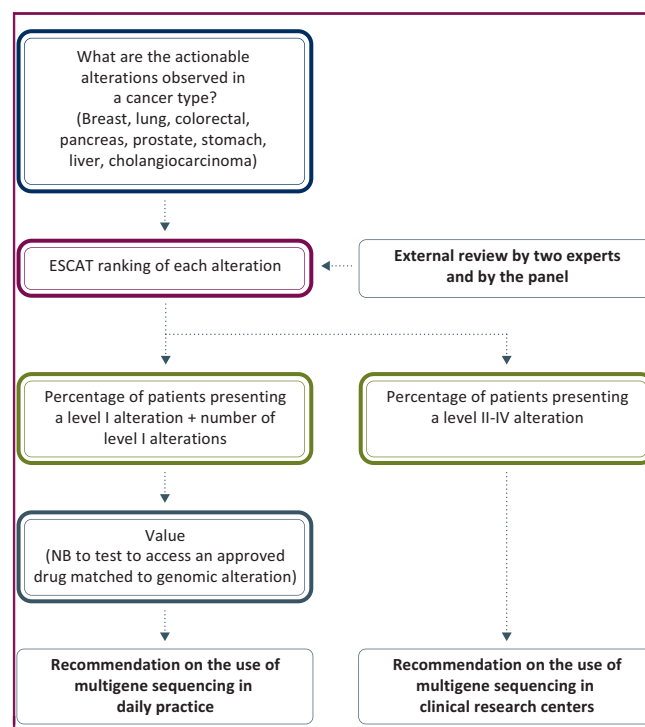 What are the actionable
alterations observed in
a cancer type?
(Breast, lung, colorectal,
pancreas, prostate, stomach,
liver, cholangiocarcinoma)
ESCAT ranking of each alteration
External review by two experts
and by the panel
Percentage of patients presenting
a level I alteration + number of
level I alterations
Percentage of patients presenting
a level II-IV alteration
Value
(NB to test to access an approved
drug matched to genomic alteration)
Recommendation on the use of
multigene sequencing in
daily practice
Recommendation on the use of
multigene sequencing in
clinical research centers